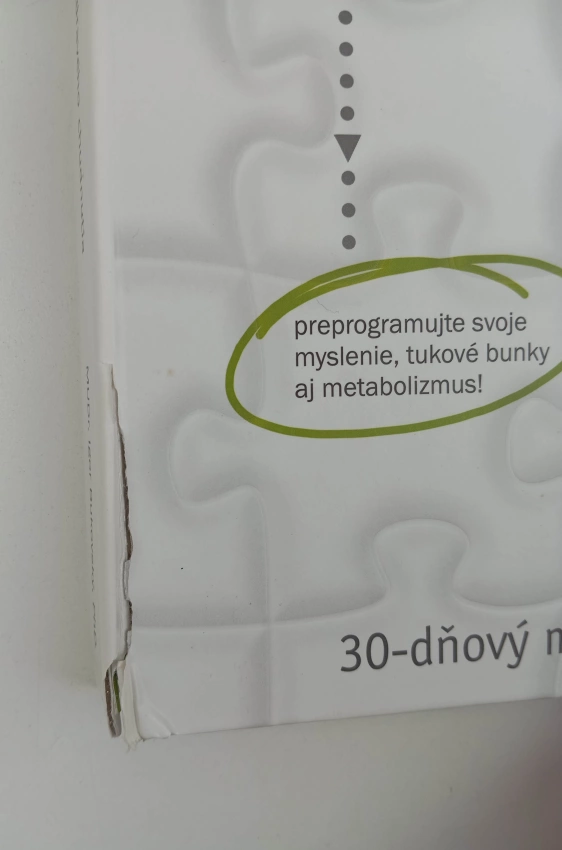 preprogramujte svoje
myslenie, tukové bunky
aj metabolizmus!
30-dňový